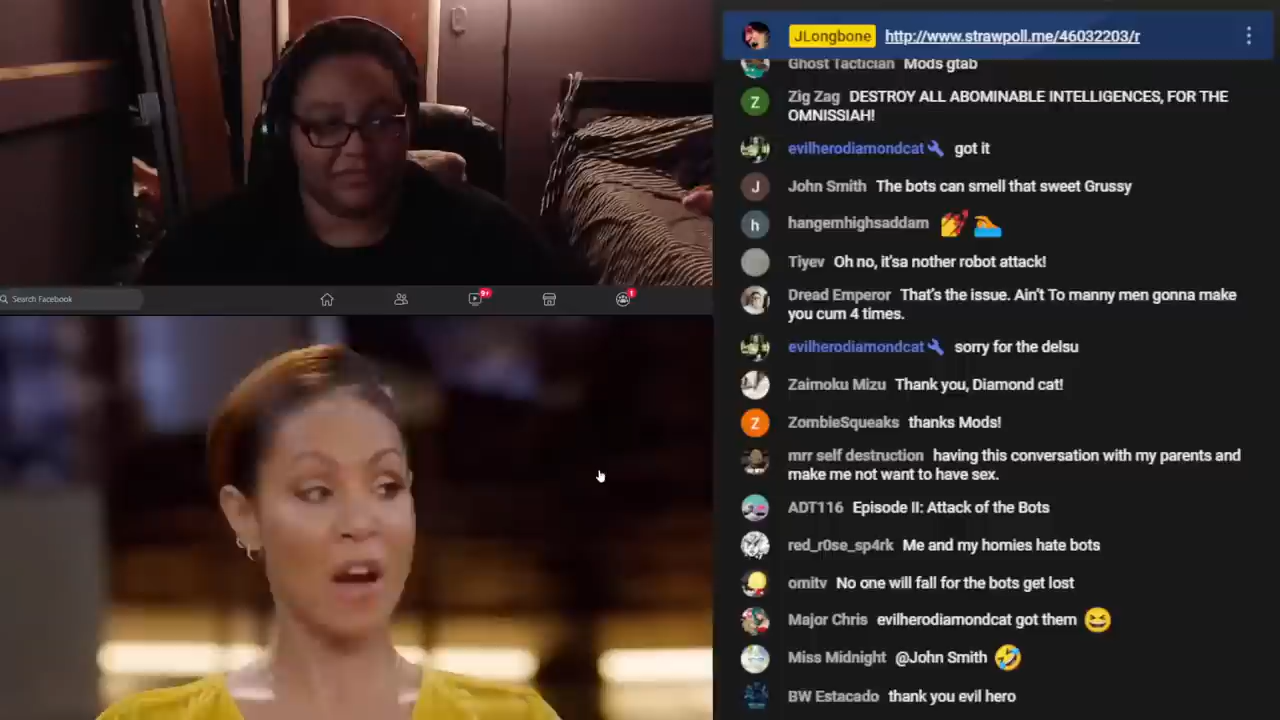 JLongbone http://www.strawpoll.me/46032203/r
Ghost Tactician Mods gtab
Z Zig Zag DESTROY ALL ABOMINABLE INTELLIGENCES, FOR THE
OMNISSIAH!
evilherodiamondcat got it
J John Smith The bots can smell that sweet Grussy
h hangemhighsaddam
Tiyev Oh no, it'sa nother robot attack!
Dread Emperor That's the issue. Ain't To manny men gonna make
you cum 4 times.
evilherodiamondcat sorry for the delsu
Zaimoku Mizu Thank you, Diamond cat!
Z ZombieSqueaks thanks Mods!
mrr self destruction having this conversation with my parents and
make me not want to have sex.
ADT116 Episode II: Attack of the Bots
red_r0se_sp4rk Me and my homies hate bots
omitv No one will fall for the bots get lost
Major Chris evilherodiamondcat got them
Miss Midnight @John Smith
BW Estacado thank you evil hero
Search Facebook
9+
1